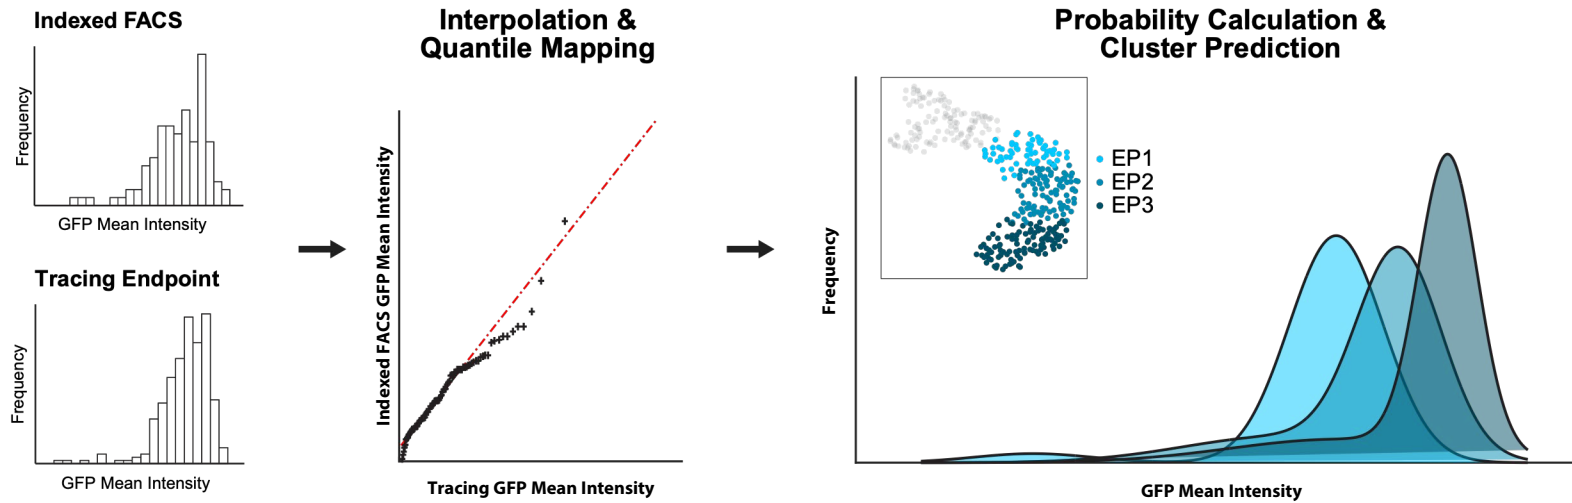 Indexed FACS
Frequency
GFP Mean Intensity
Tracing Endpoint
Frequency
GFP Mean Intensity
Interpolation &
Quantile Mapping
Indexed FACS GFP Mean Intensity
Tracing GFP Mean Intensity
Probability Calculation &
Cluster Prediction
EP1
EP2
EP3
Frequency
GFP Mean Intensity